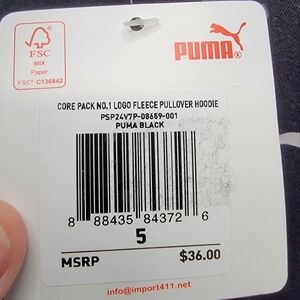 FSC
MIX
Paper
FSC® C136842
PUMA®
CORE PACK NO.1 LOGO FLEECE PULLOVER HOODIE
PSP24V7P-08659-001
PUMA BLACK
8 88435 84372 6
5
MSRP $36.00
info@import411.net